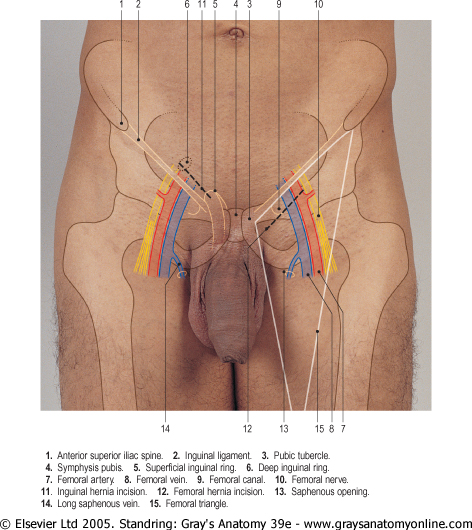 1 2 6 11 5 4 3 9 10
14 12 13 15 8 7
1. Anterior superior iliac spine. 2. Inguinal ligament. 3. Pubic tubercle.
4. Symphysis pubis. 5. Superficial inguinal ring. 6. Deep inguinal ring.
7. Femoral artery. 8. Femoral vein. 9. Femoral canal. 10. Femoral nerve.
11. Inguinal hernia incision. 12. Femoral hernia incision. 13. Saphenous opening.
14. Long saphenous vein. 15. Femoral triangle.
© Elsevier Ltd 2005. Standring: Gray's Anatomy 39e - www.graysanatomyonline.com